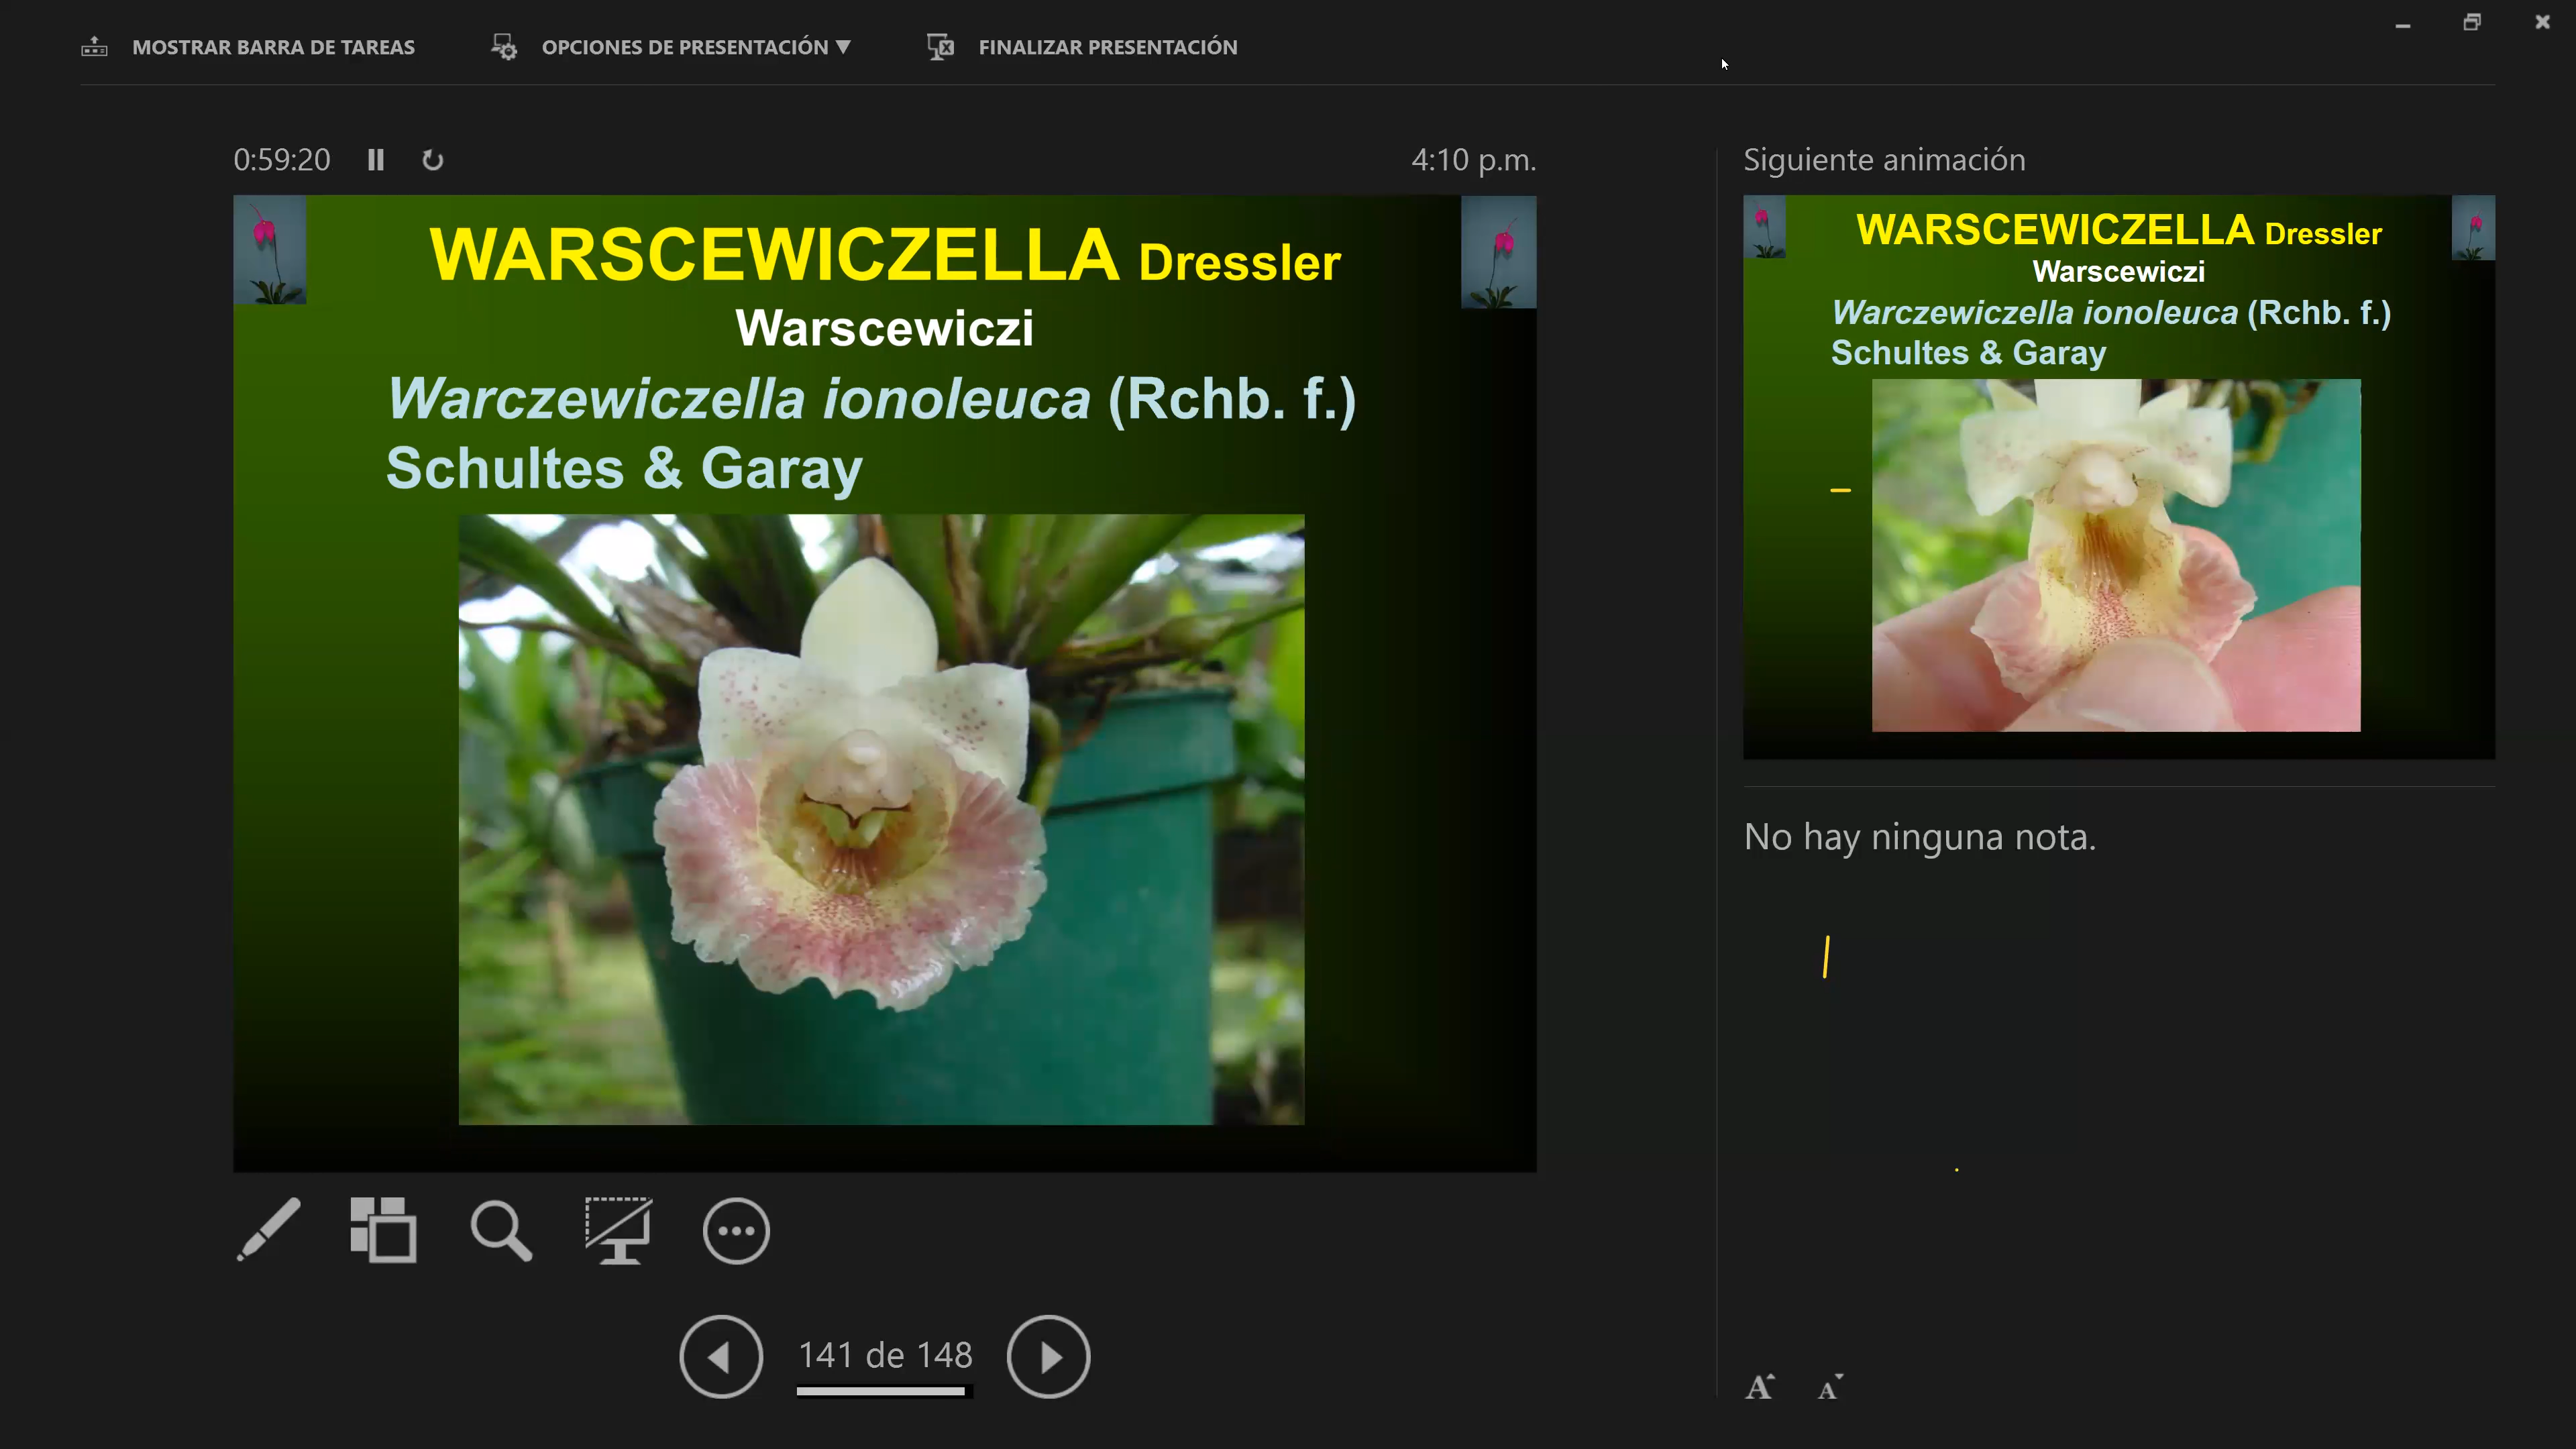 MOSTRAR BARRA DE TAREAS
OPCIONES DE PRESENTACIÓN ▼
FINALIZAR PRESENTACIÓN
0:59:20
4:10 p.m.
WARSCEWICZELLA Dressler
Warscewiczi
Warczewiczella ionoleuca (Rchb. f.)
Schultes & Garay
141 de 148
Siguiente animación
WARSCEWICZELLA Dressler
Warscewiczi
Warczewiczella ionoleuca (Rchb. f.)
Schultes & Garay
No hay ninguna nota.
A A